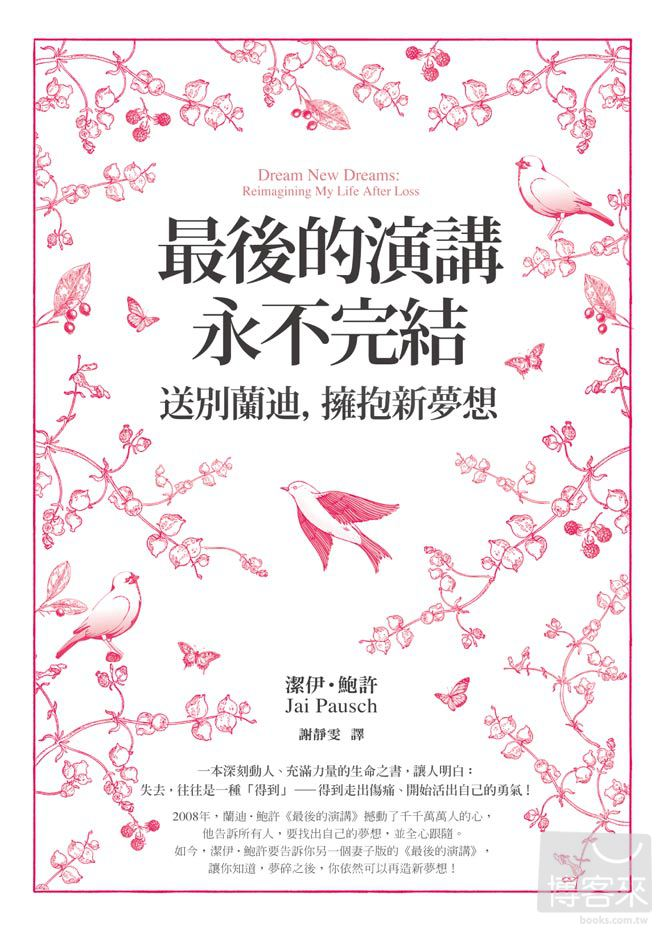 Dream New Dreams:
Reimagining My Life After Loss
最後的演講
永不完結
送別蘭迪，擁抱新夢想
潔伊・鮑許
Jai Pausch
謝靜雯 譯
一本深刻動人、充滿力量的生命之書，讓人明白：
失去，往往是一種「得到」——得到走出傷痛、開始活出自己的勇氣！
2008年，蘭迪・鮑許《最後的演講》撼動了千千萬萬人的心，
他告訴所有人，要找出自己的夢想，並全心跟隨。
如今，潔伊・鮑許要告訴你另一個妻子版的《最後的演講》，
讓你知道，夢碎之後，你依然可以再造新夢想！
博客來
books.com.tw